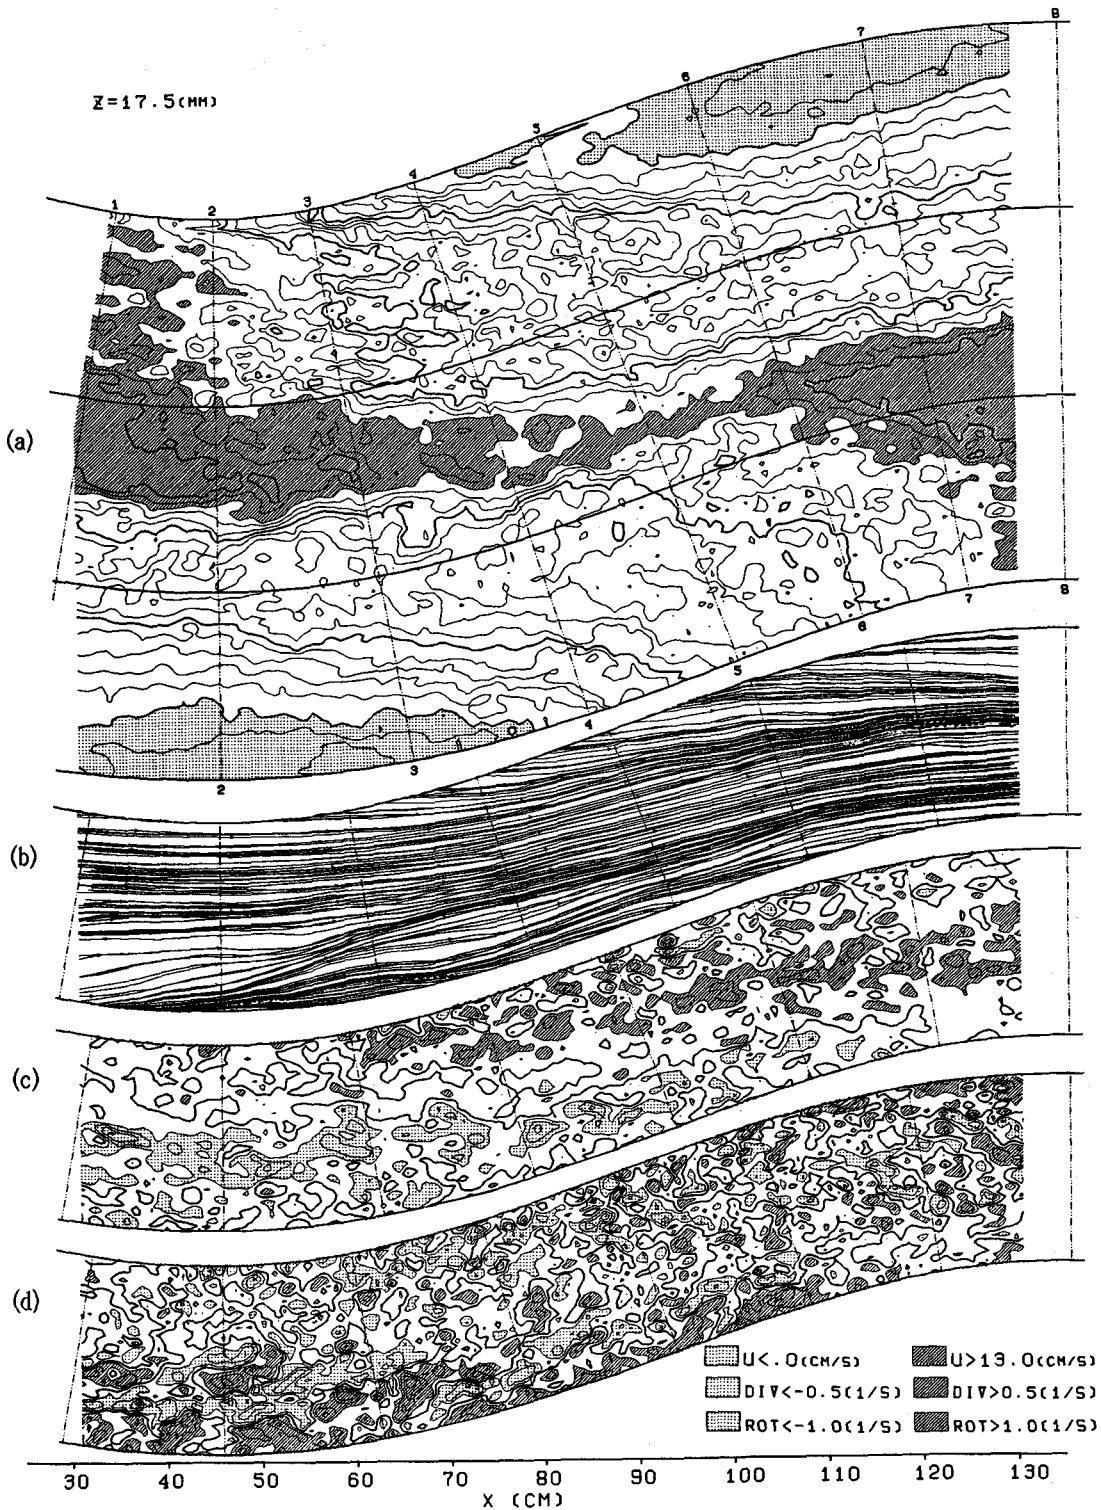 8
7
6
Z=17.5(MM)
5
4
1 2 3
(a)
7 8
6
5
4
3
2
(b)
(c)
(d)
U<.0(CM/S) U>13.0(CM/S)
DIV<-0.5(1/S) DIV>0.5(1/S)
ROT<-1.0(1/S) ROT>1.0(1/S)
30 40 50 60 70 80 90 100 110 120 130
X (CM)